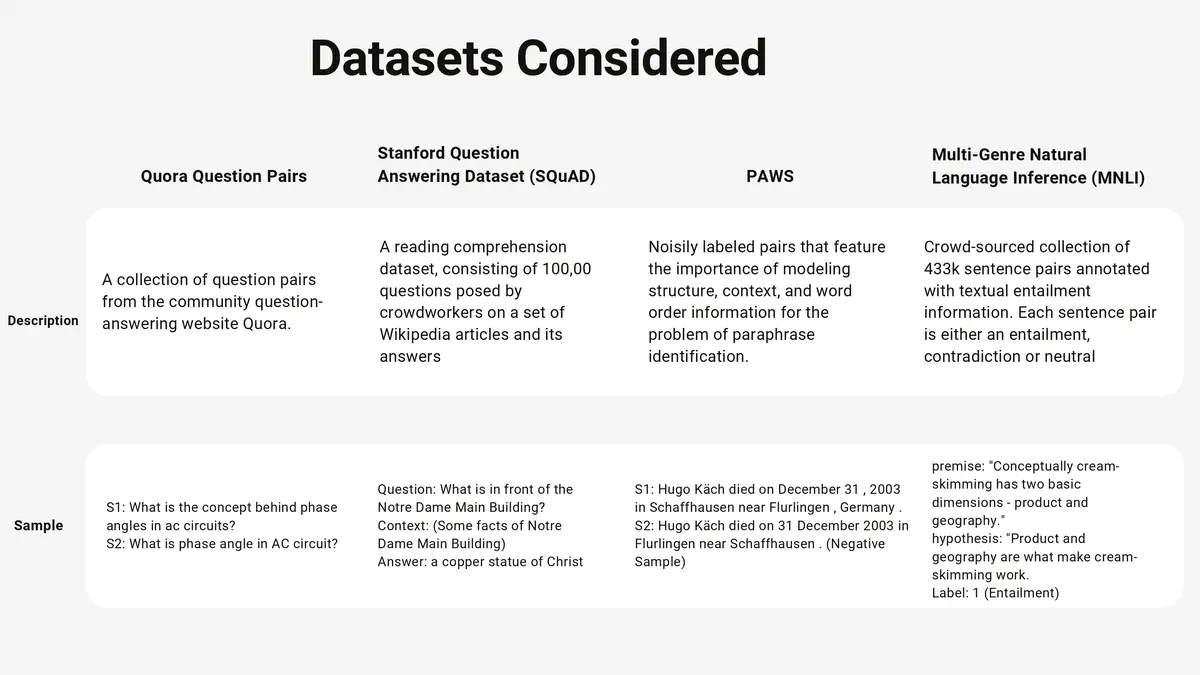 Datasets Considered
Quora Question Pairs
Stanford Question
Answering Dataset (SQuAD)
PAWS
Multi-Genre Natural
Language Inference (MNLI)
Description
A collection of question pairs
from the community question-
answering website Quora.
A reading comprehension
dataset, consisting of 100,00
questions posed by
crowdworkers on a set of
Wikipedia articles and its
answers
Noisily labeled pairs that feature
the importance of modeling
structure, context, and word
order information for the
problem of paraphrase
identification.
Crowd-sourced collection of
433k sentence pairs annotated
with textual entailment
information. Each sentence pair
is either an entailment,
contradiction or neutral
Sample
S1: What is the concept behind phase
angles in ac circuits?
S2: What is phase angle in AC circuit?
Question: What is in front of the
Notre Dame Main Building?
Context: (Some facts of Notre
Dame Main Building)
Answer: a copper statue of Christ
S1: Hugo Käch died on December 31 , 2003
in Schaffhausen near Flurlingen , Germany .
S2: Hugo Käch died on 31 December 2003 in
Flurlingen near Schaffhausen . (Negative
Sample)
premise: "Conceptually cream-
skimming has two basic
dimensions - product and
geography."
hypothesis: "Product and
geography are what make cream-
skimming work.
Label: 1 (Entailment)